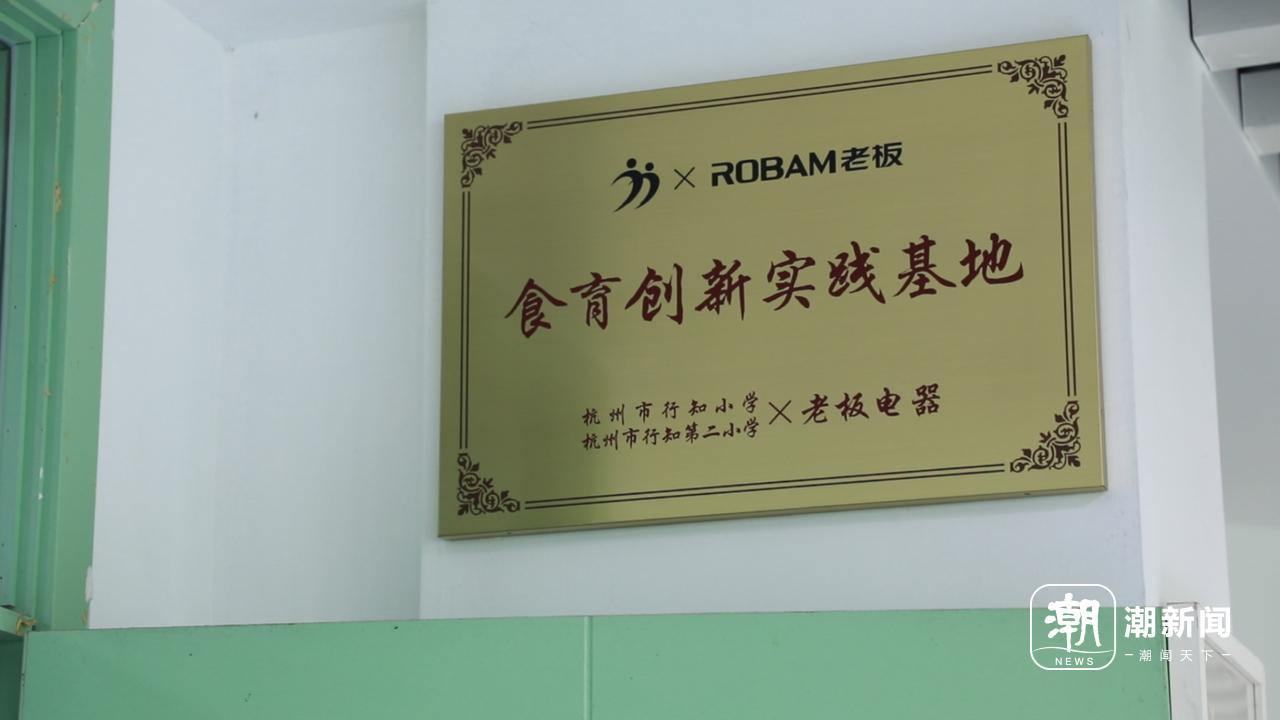 × ROBAM老板
食育创新实践基地
杭州市行知小学
杭州市行知第二小学
× 老板电器
潮 潮新闻
NEWS
潮闻天下